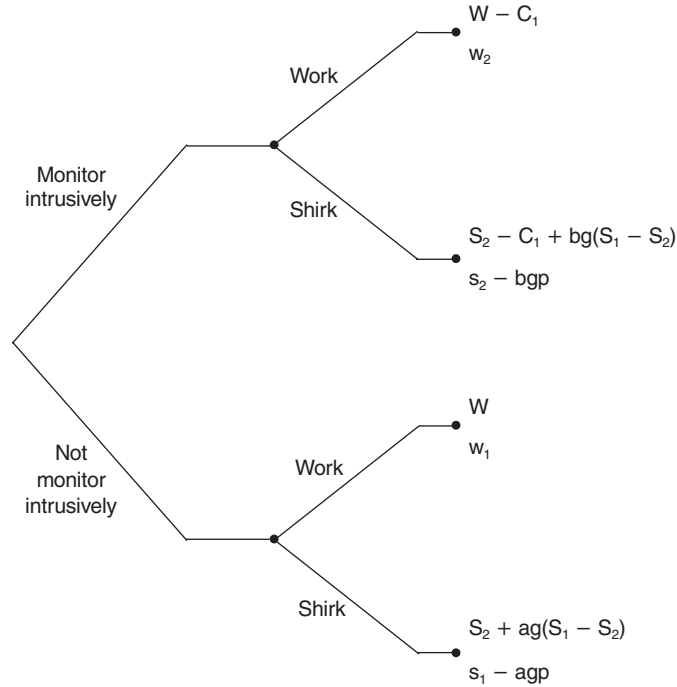 W − C₁
w₂
Work
Monitor
intrusively
Shirk
S₂ − C₁ + bg(S₁ − S₂)
s₂ − bgp
W
w₁
Not
monitor
intrusively
Work
Shirk
S₂ + ag(S₁ − S₂)
s₁ − agp